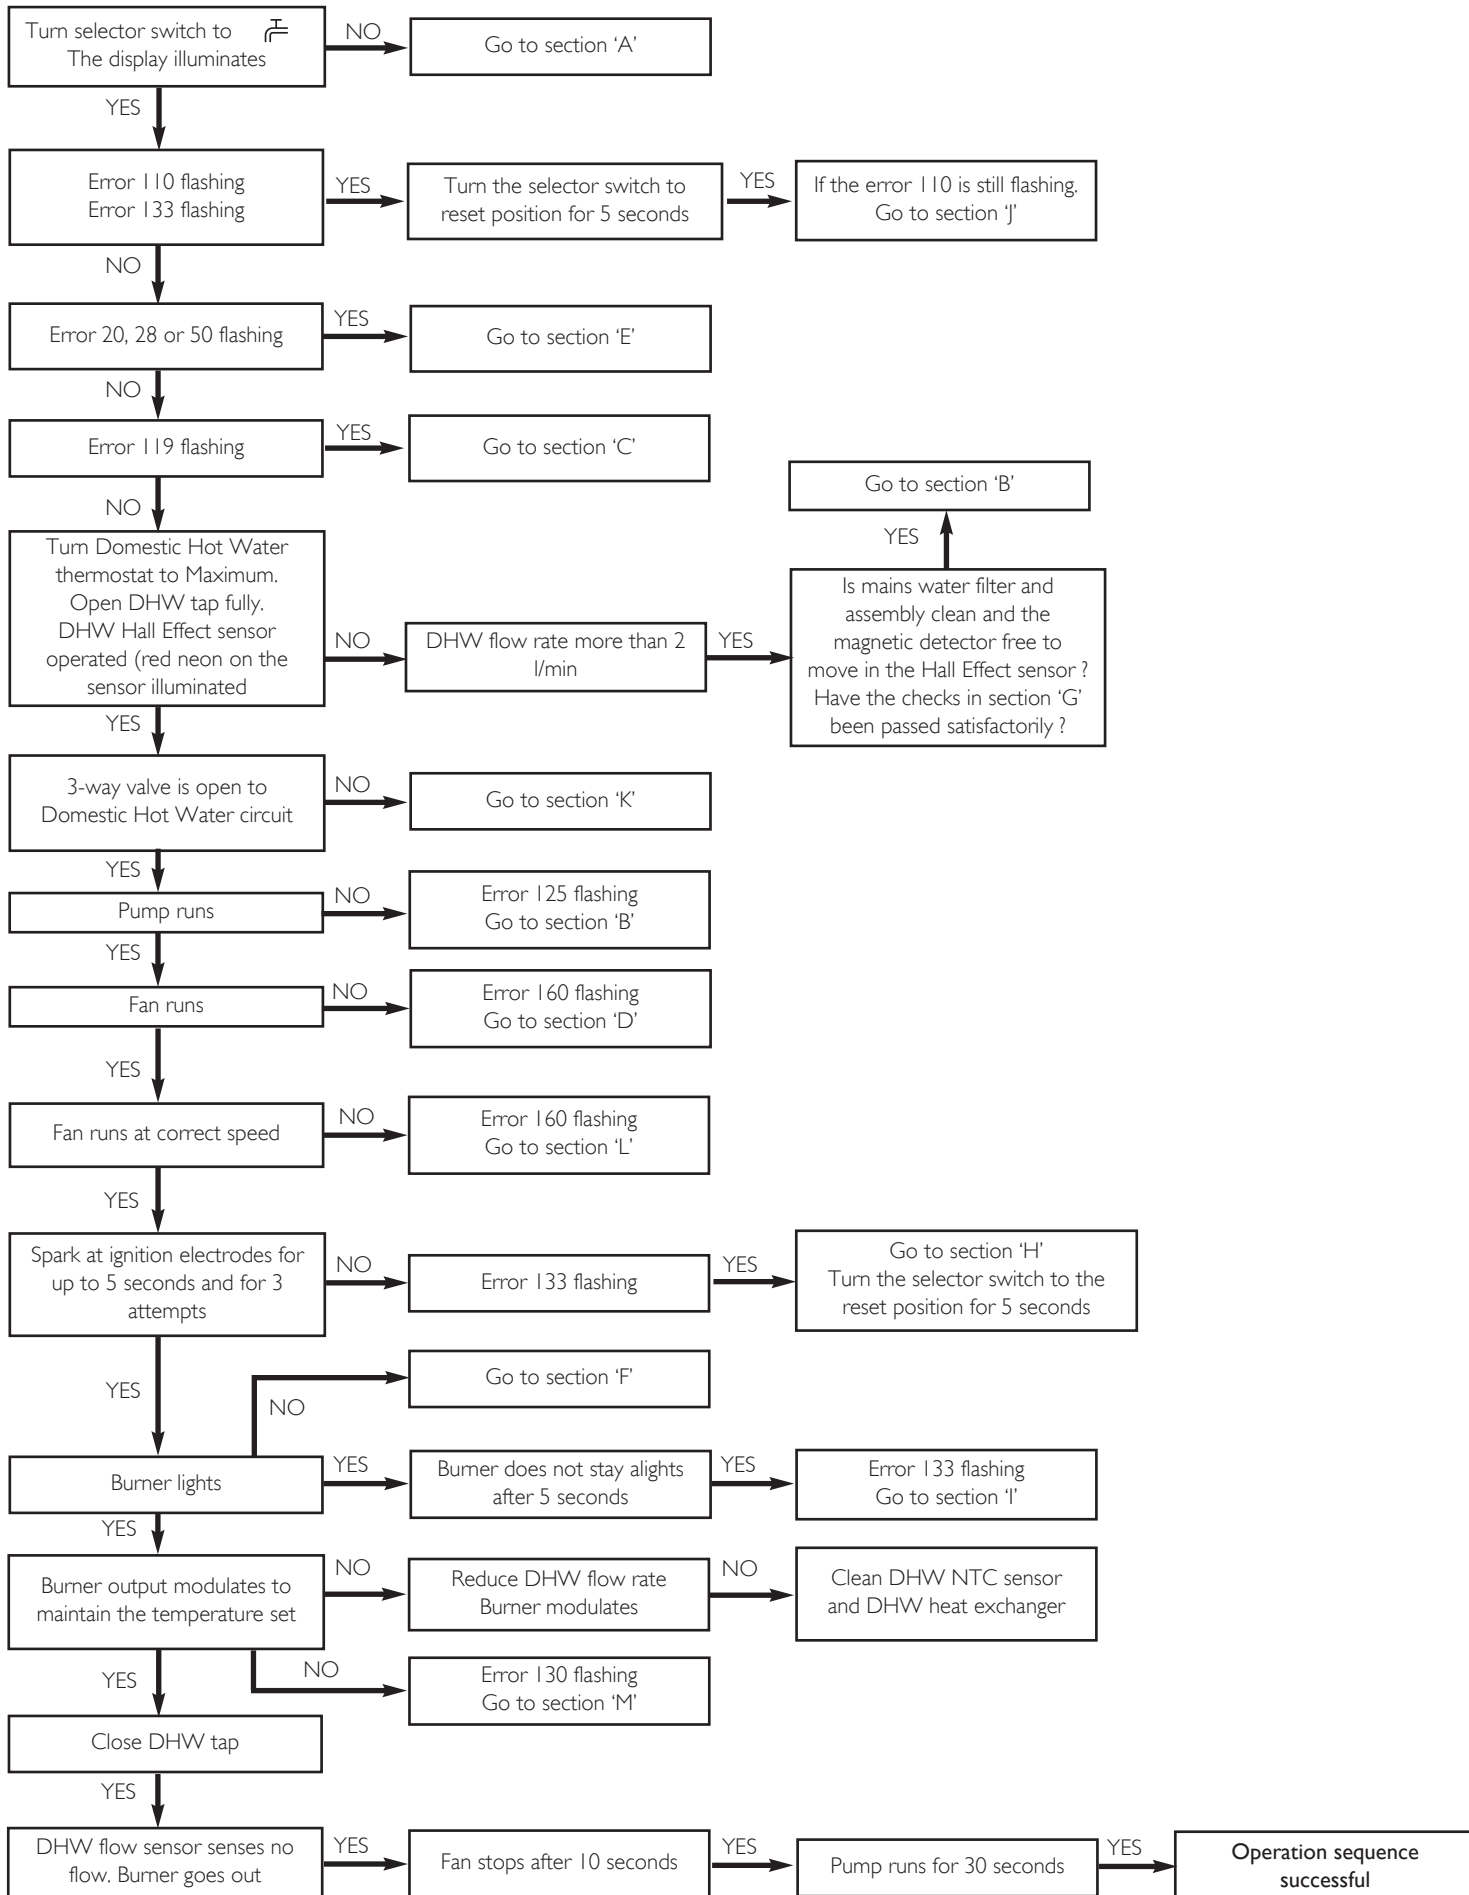 Turn selector switch to
The display illuminates
NO
Go to section ‘A’
YES
Error 110 flashing
Error 133 flashing
YES
Turn the selector switch to
reset position for 5 seconds
YES
If the error 110 is still flashing.
Go to section ‘J’
NO
Error 20, 28 or 50 flashing
YES
Go to section ‘E’
NO
Error 119 flashing
YES
Go to section ‘C’
NO
Turn Domestic Hot Water
thermostat to Maximum.
Open DHW tap fully.
DHW Hall Effect sensor
operated (red neon on the
sensor illuminated
NO
DHW flow rate more than 2
l/min
YES
Is mains water filter and
assembly clean and the
magnetic detector free to
move in the Hall Effect sensor ?
Have the checks in section ‘G’
been passed satisfactorily ?
YES
Go to section ‘B’
YES
3-way valve is open to
Domestic Hot Water circuit
NO
Go to section ‘K’
YES
Pump runs
NO
Error 125 flashing
Go to section ‘B’
YES
Fan runs
NO
Error 160 flashing
Go to section ‘D’
YES
Fan runs at correct speed
NO
Error 160 flashing
Go to section ‘L’
YES
Spark at ignition electrodes for
up to 5 seconds and for 3
attempts
NO
Error 133 flashing
YES
Go to section ‘H’
Turn the selector switch to the
reset position for 5 seconds
YES
NO
Go to section ‘F’
Burner lights
YES
Burner does not stay alights
after 5 seconds
YES
Error 133 flashing
Go to section ‘I’
YES
Burner output modulates to
maintain the temperature set
NO
Reduce DHW flow rate
Burner modulates
NO
Clean DHW NTC sensor
and DHW heat exchanger
NO
Error 130 flashing
Go to section ‘M’
YES
Close DHW tap
YES
DHW flow sensor senses no
flow. Burner goes out
YES
Fan stops after 10 seconds
YES
Pump runs for 30 seconds
YES
Operation sequence
successful